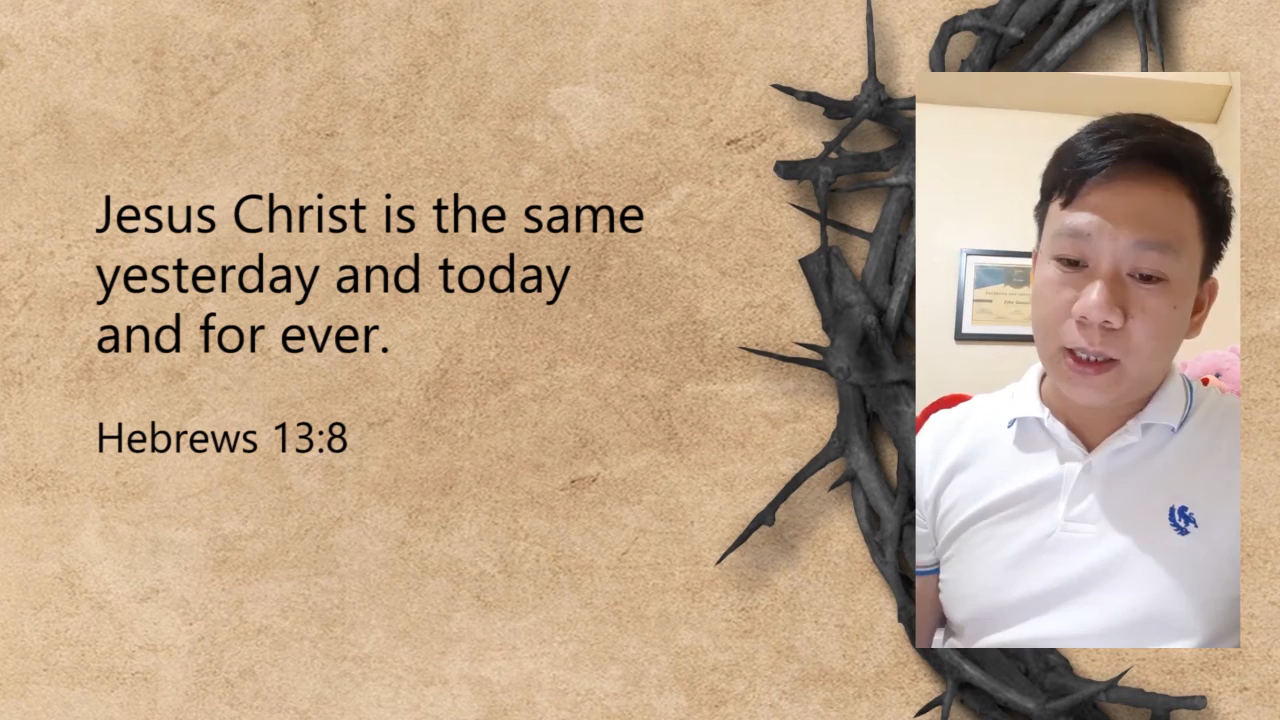 Jesus Christ is the same
yesterday and today
and for ever.
Hebrews 13:8